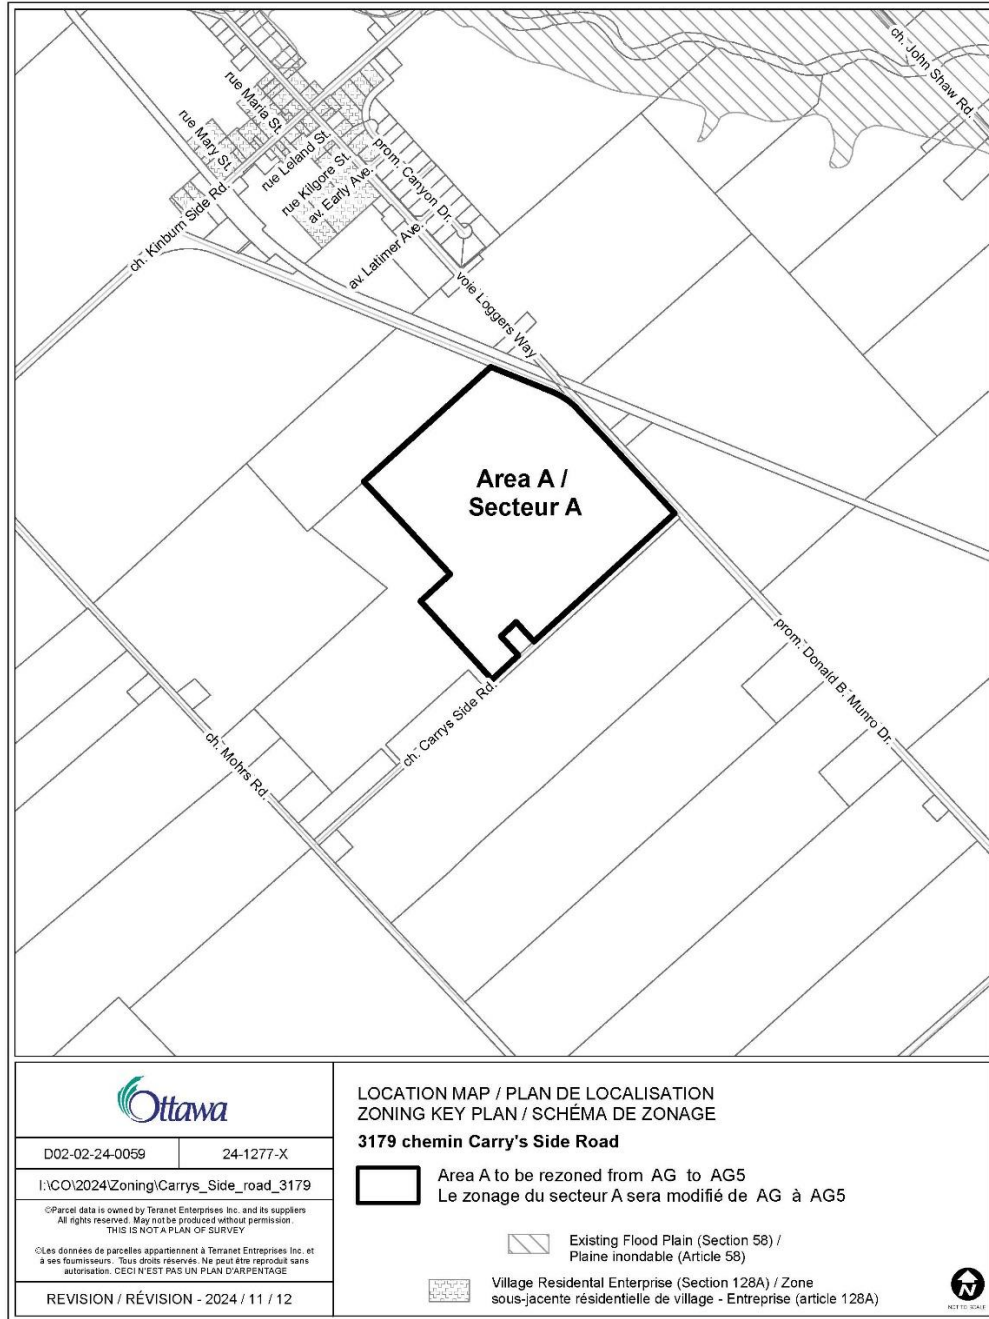 ch. John Shaw Rd.
rue Maria St.
rue Mary St.
rue Leland St.
prom. Canyon Dr.
rue Kilgore St.
av. Early Ave.
ch. Kinburn Side Rd.
av. Latimer Ave.
voie Loggers Way
Area A /
Secteur A
prom. Donald B. Munro Dr.
ch. Carrys Side Rd.
ch. Mohrs Rd.
Ottawa
D02-02-24-0059
24-1277-X
I:\CO\2024\Zoning\Carrys_Side_road_3179
©Parcel data is owned by Teranet Enterprises Inc. and its suppliers
All rights reserved. May not be produced without permission.
THIS IS NOT A PLAN OF SURVEY
©Les données de parcelles appartiennent à Terranet Entreprises Inc. et
à ses fournisseurs. Tous droits réservés. Ne peut être reproduit sans
autorisation. CECI N'EST PAS UN PLAN D'ARPENTAGE
REVISION / RÉVISION - 2024 / 11 / 12
LOCATION MAP / PLAN DE LOCALISATION
ZONING KEY PLAN / SCHÉMA DE ZONAGE
3179 chemin Carry's Side Road
Area A to be rezoned from AG to AG5
Le zonage du secteur A sera modifié de AG à AG5
Existing Flood Plain (Section 58) /
Plaine inondable (Article 58)
Village Residental Enterprise (Section 128A) / Zone
sous-jacente résidentielle de village - Entreprise (article 128A)
N
NOT TO SCALE